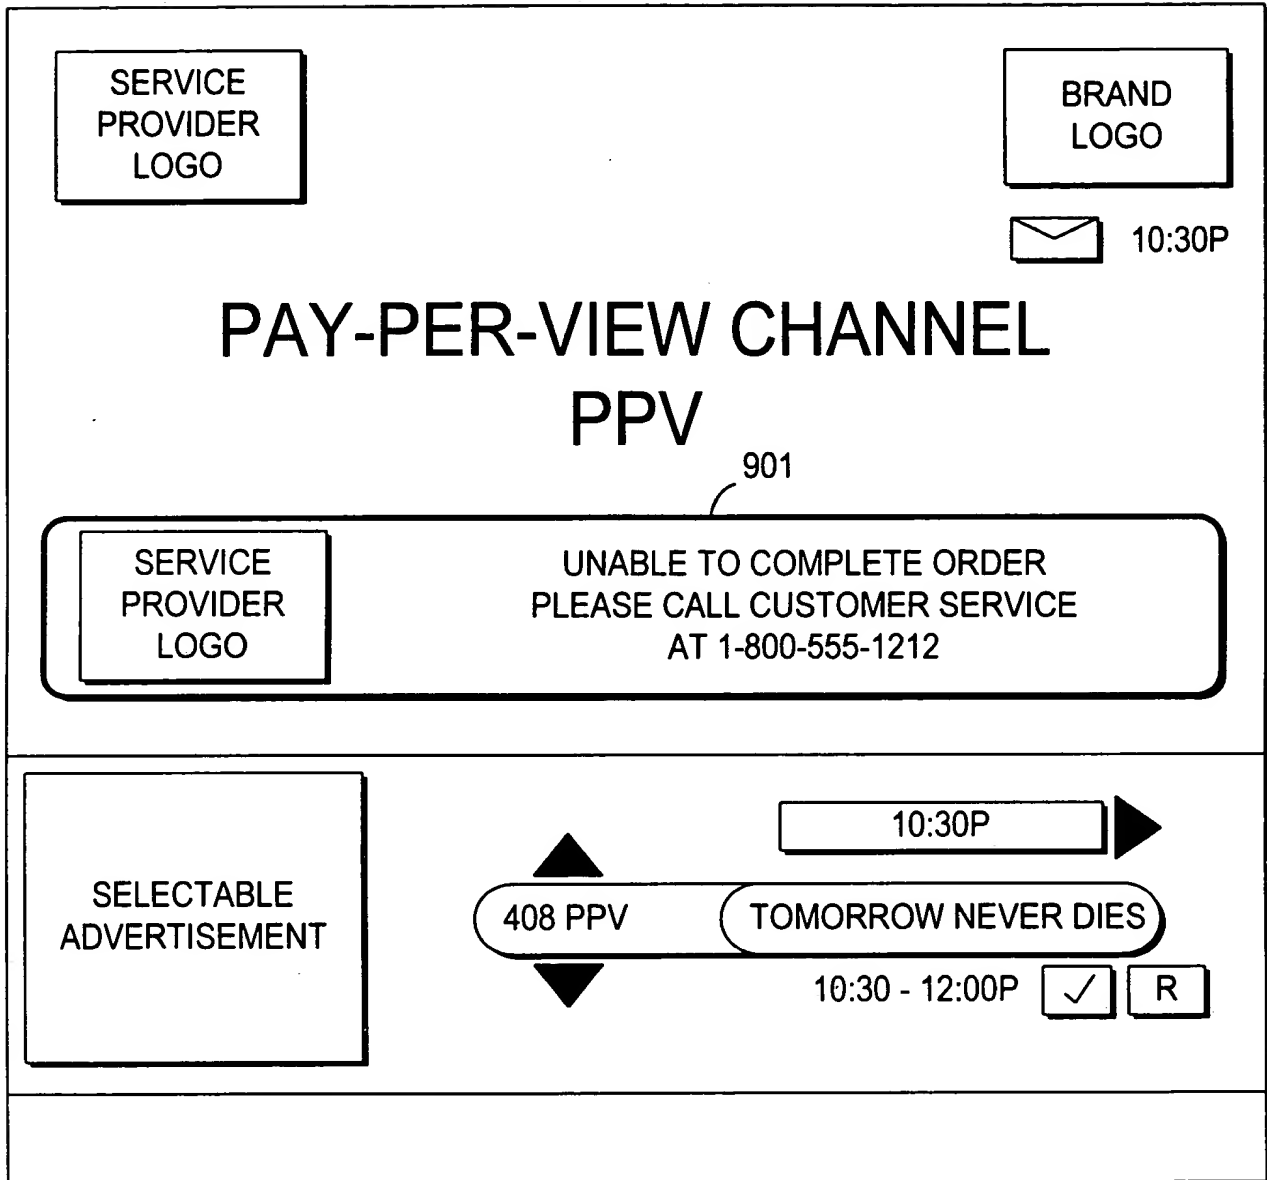 SERVICE
PROVIDER
LOGO
BRAND
LOGO
10:30P
PAY-PER-VIEW CHANNEL
PPV
901
SERVICE
PROVIDER
LOGO
UNABLE TO COMPLETE ORDER
PLEASE CALL CUSTOMER SERVICE
AT 1-800-555-1212
SELECTABLE
ADVERTISEMENT
10:30P
408 PPV
TOMORROW NEVER DIES
10:30 - 12:00P
R